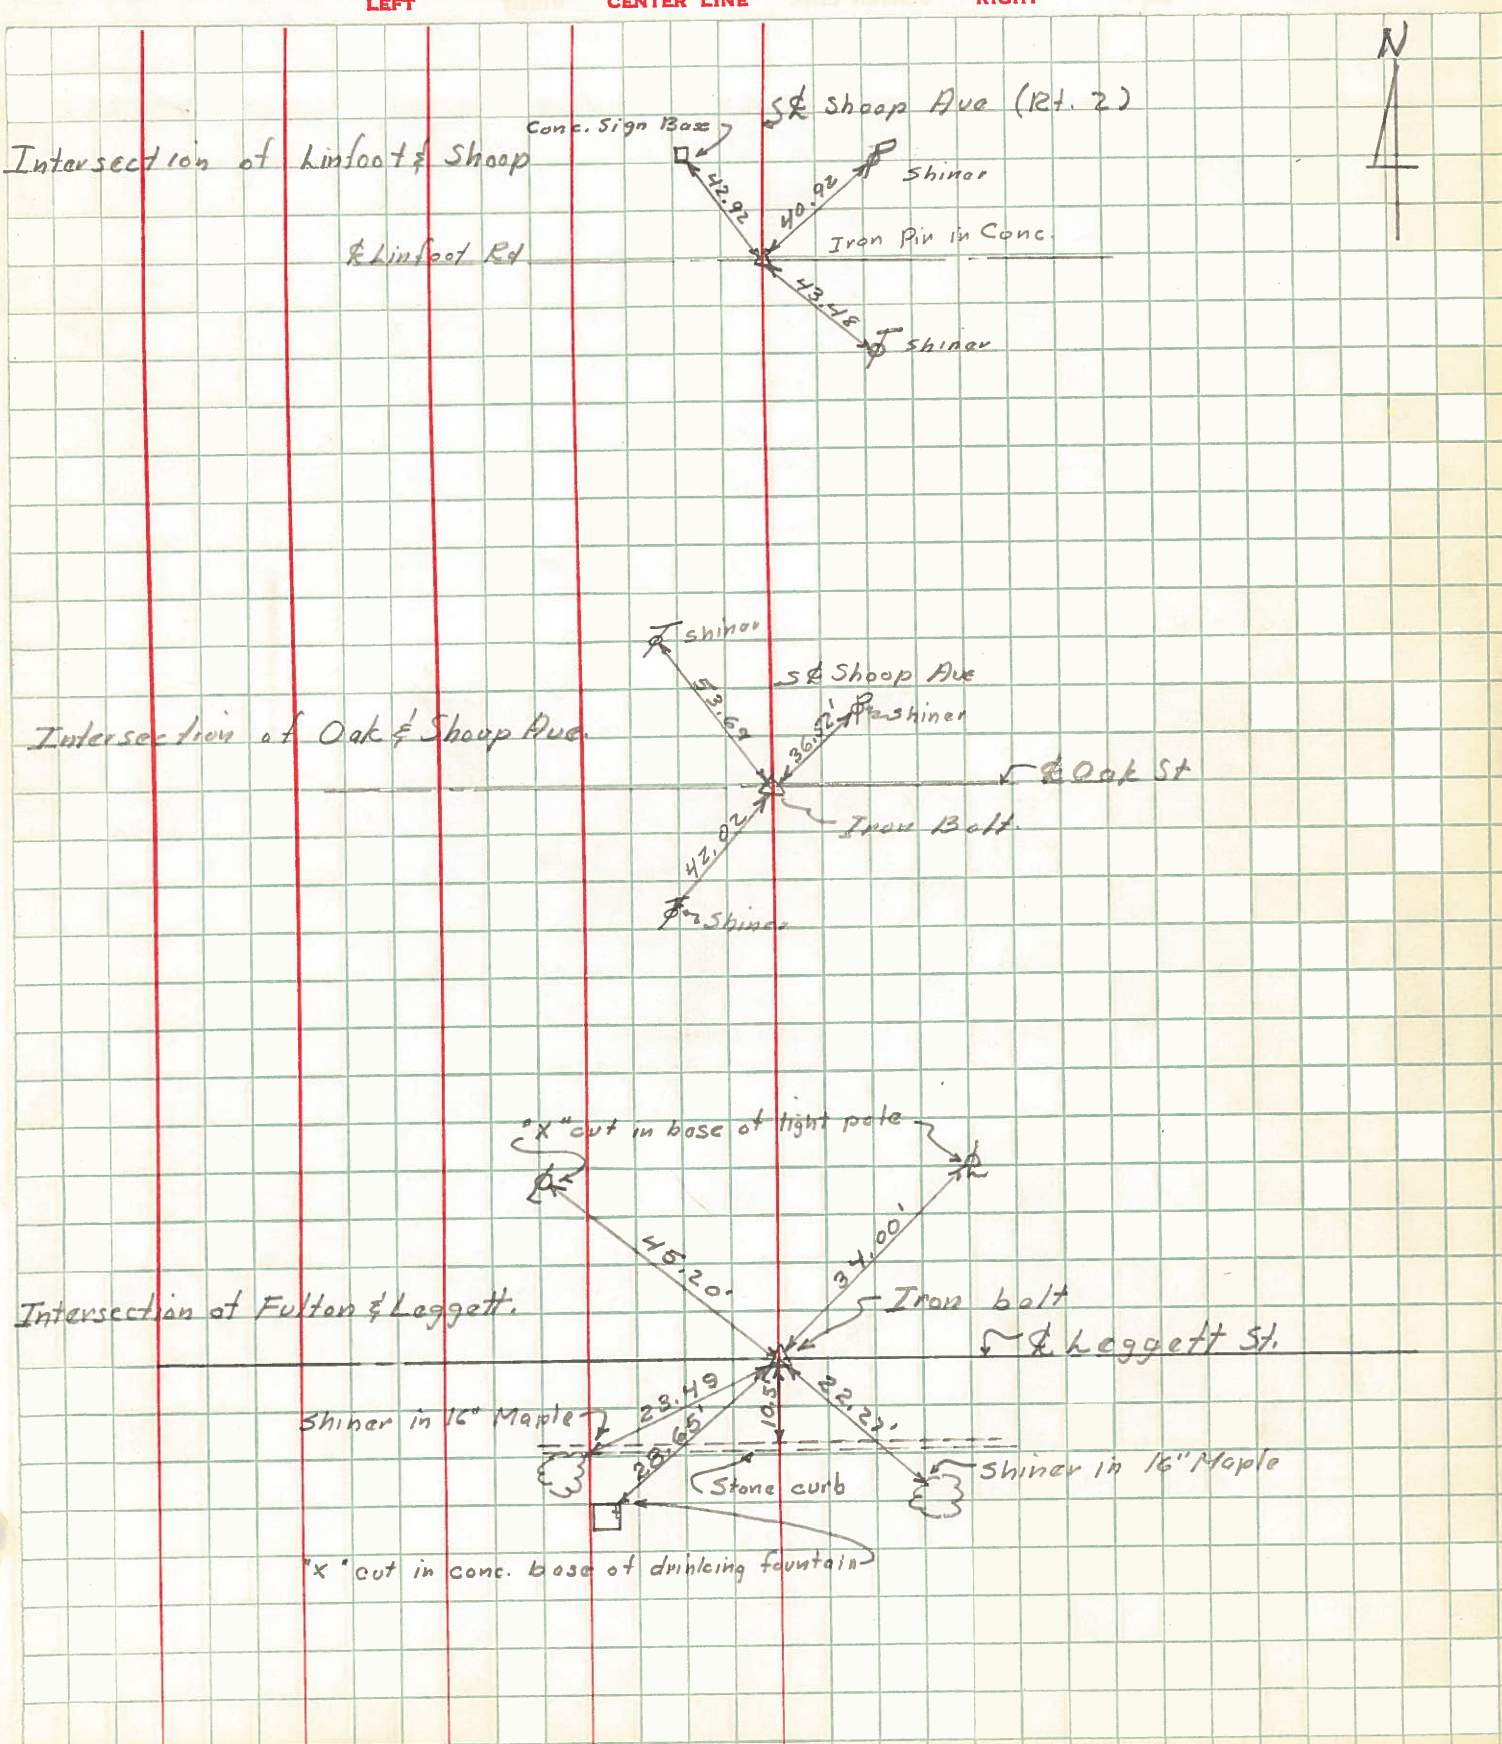 LEFT CENTER LINE RIGHT
N
℄ Shoop Ave (Rt. 2)
Conc. Sign Base
Intersection of Linfoot & Shoop
Shiner
42.92
40.92
Iron Pin in Conc.
℄ Linfoot Rd
43.48
Shiner
Shiner
℄ Shoop Ave
53.69
36.52'
Shiner
Intersection of Oak & Shoop Ave.
℄ Oak St
Iron Bolt.
42.02
Shiner
"X" cut in base of light pole
45.20'
34.00'
Iron bolt
Intersection of Fulton & Leggett.
℄ Leggett St.
23.49
22.27'
10.5'
Shiner in 16" Maple
28.65'
Shiner in 16" Maple
Stone curb
"X" cut in conc. base of drinking fountain